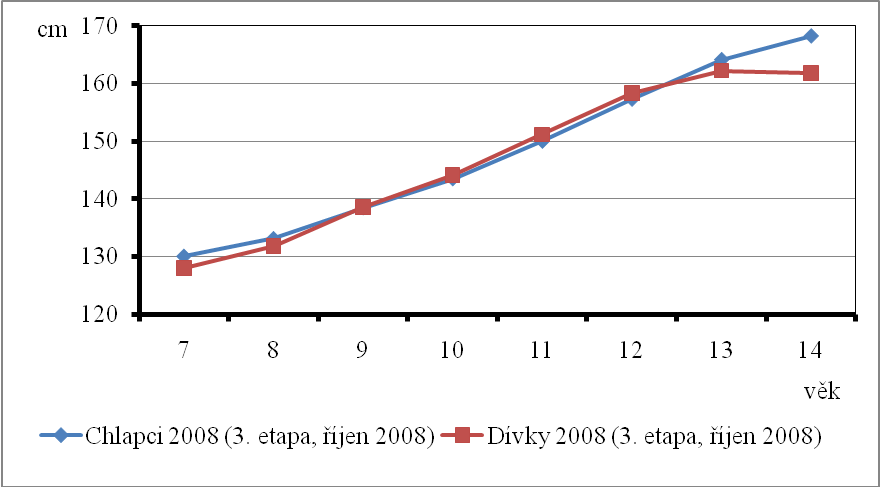 cm
170
160
150
140
130
120
7 8 9 10 11 12 13 14
věk
Chlapci 2008 (3. etapa, říjen 2008) Dívky 2008 (3. etapa, říjen 2008)